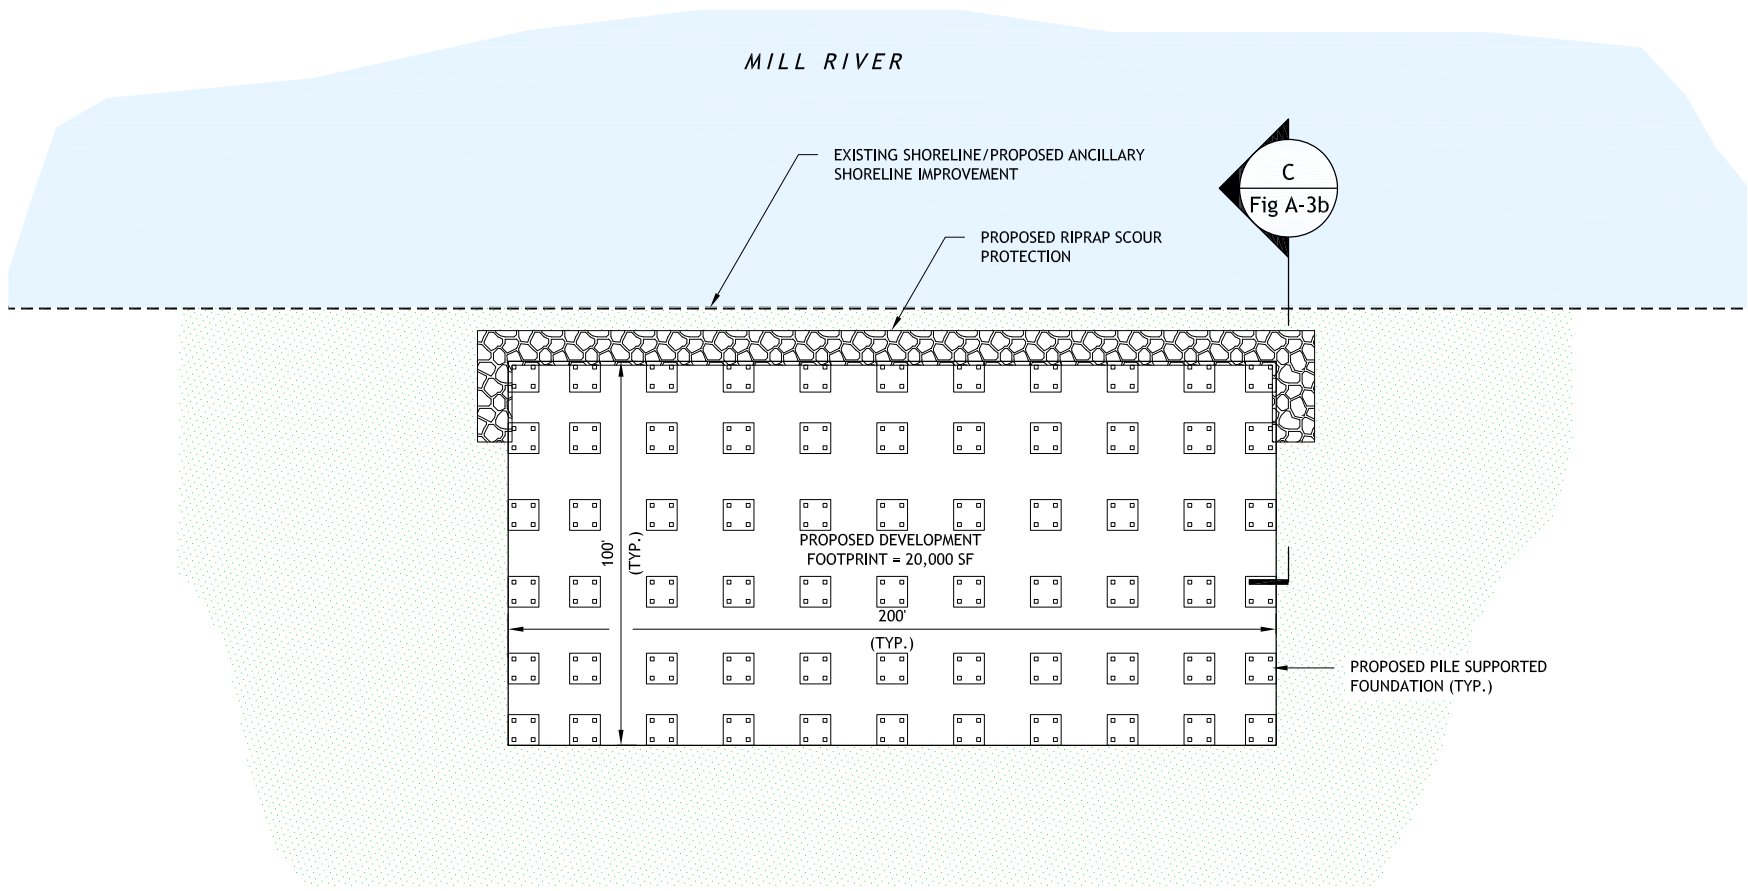 MILL RIVER
EXISTING SHORELINE/PROPOSED ANCILLARY
SHORELINE IMPROVEMENT
C
Fig A-3b
PROPOSED RIPRAP SCOUR
PROTECTION
PROPOSED DEVELOPMENT
FOOTPRINT = 20,000 SF
100'
(TYP.)
200'
(TYP.)
PROPOSED PILE SUPPORTED
FOUNDATION (TYP.)